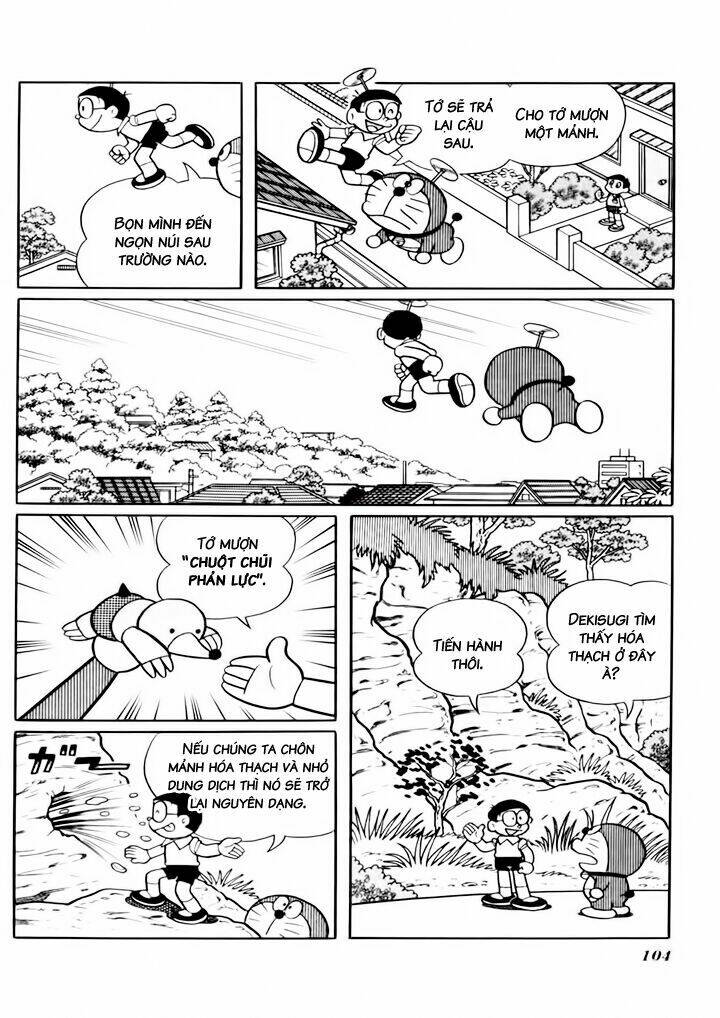 CHO TỚ MƯỢN
MỘT MẢNH.
TỚ SẼ TRẢ
LẠI CẬU
SAU.
BỌN MÌNH ĐẾN
NGỌN NÚI SAU
TRƯỜNG NÀO.
DEKISUGI TÌM
THẤY HÓA
THẠCH Ở ĐÂY
À?
TIẾN HÀNH
THÔI.
TỚ MƯỢN
"CHUỘT CHŨI
PHẢN LỰC".
NẾU CHÚNG TA CHÔN
MẢNH HÓA THẠCH VÀ NHỎ
DUNG DỊCH THÌ NÓ SẼ TRỞ
LẠI NGUYÊN DẠNG.
104